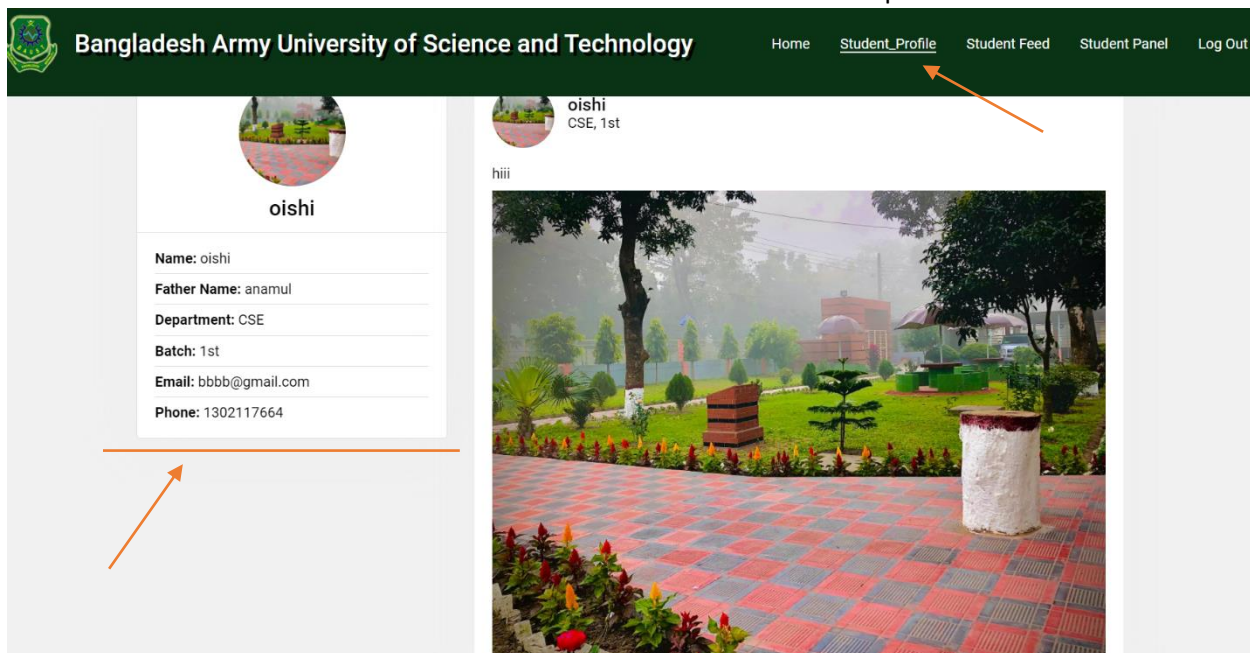 Bangladesh Army University of Science and Technology
Home Student_Profile Student Feed Student Panel Log Out
oishi
Name: oishi
Father Name: anamul
Department: CSE
Batch: 1st
Email: bbbb@gmail.com
Phone: 1302117664
oishi
CSE, 1st
hiii